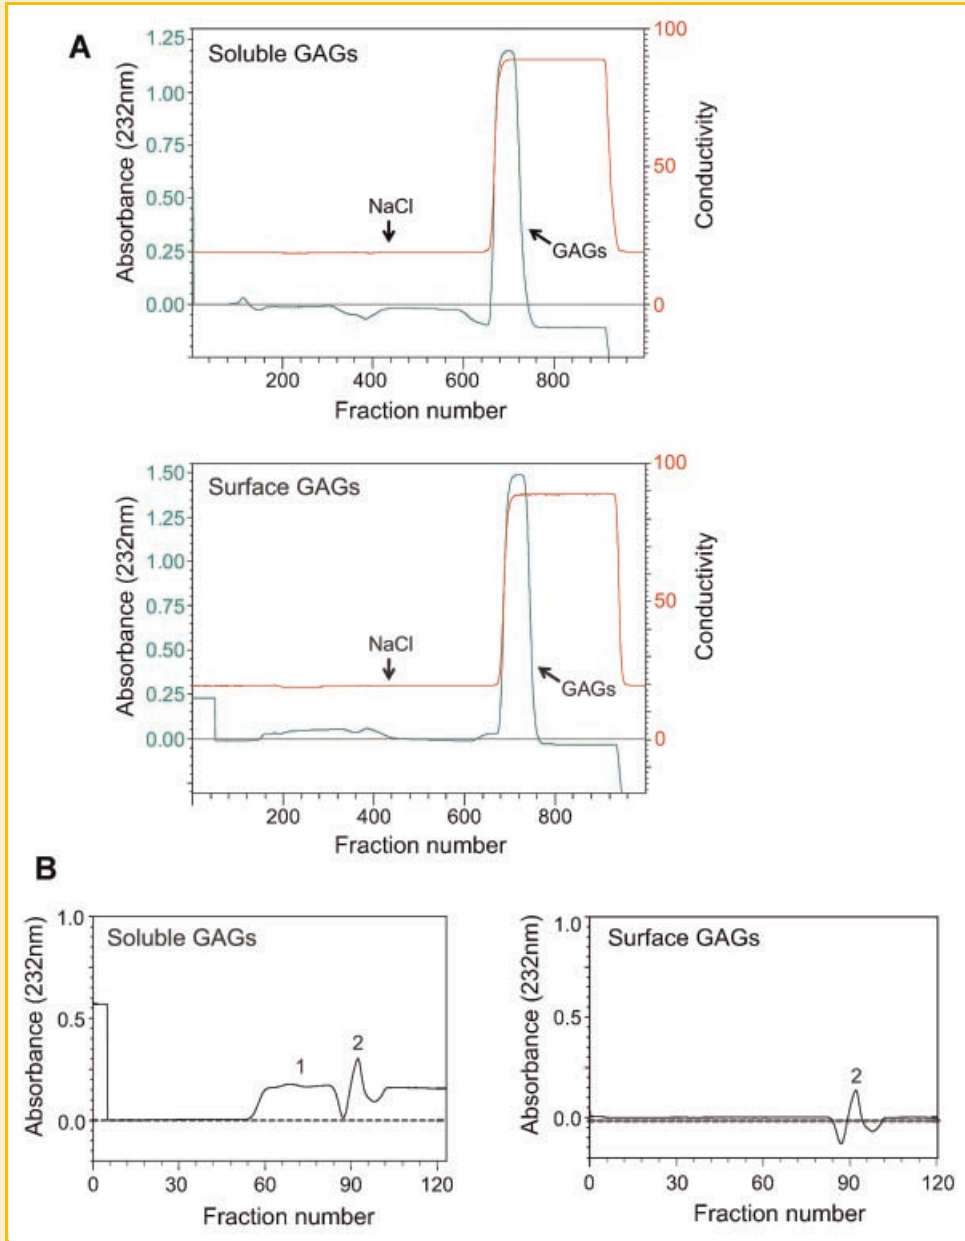 A
Soluble GAGs
Absorbance (232nm)
1.25
1.00
0.75
0.50
0.25
0.00
100
50
0
Conductivity
NaCl
GAGs
200 400 600 800
Fraction number
Surface GAGs
Absorbance (232nm)
1.50
1.25
1.00
0.75
0.50
0.25
0.00
100
50
0
Conductivity
NaCl
GAGs
200 400 600 800
Fraction number
B
Soluble GAGs
Absorbance (232nm)
1.0
0.5
0.0
1
2
0 30 60 90 120
Fraction number
Surface GAGs
Absorbance (232nm)
1.0
0.5
0.0
2
0 30 60 90 120
Fraction number